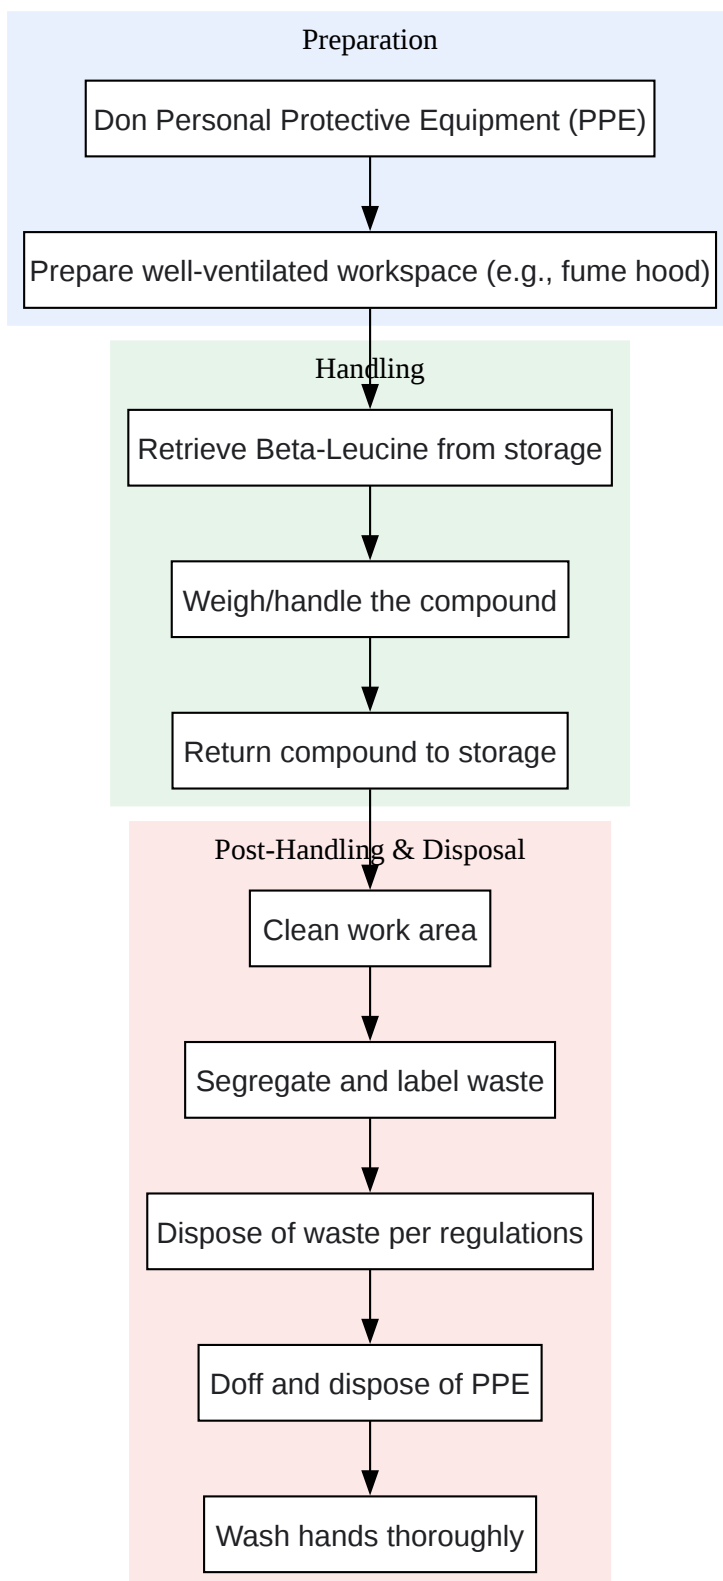 Preparation
Don Personal Protective Equipment (PPE)
Prepare well-ventilated workspace (e.g., fume hood)
Handling
Retrieve Beta-Leucine from storage
Weigh/handle the compound
Return compound to storage
Post-Handling & Disposal
Clean work area
Segregate and label waste
Dispose of waste per regulations
Doff and dispose of PPE
Wash hands thoroughly